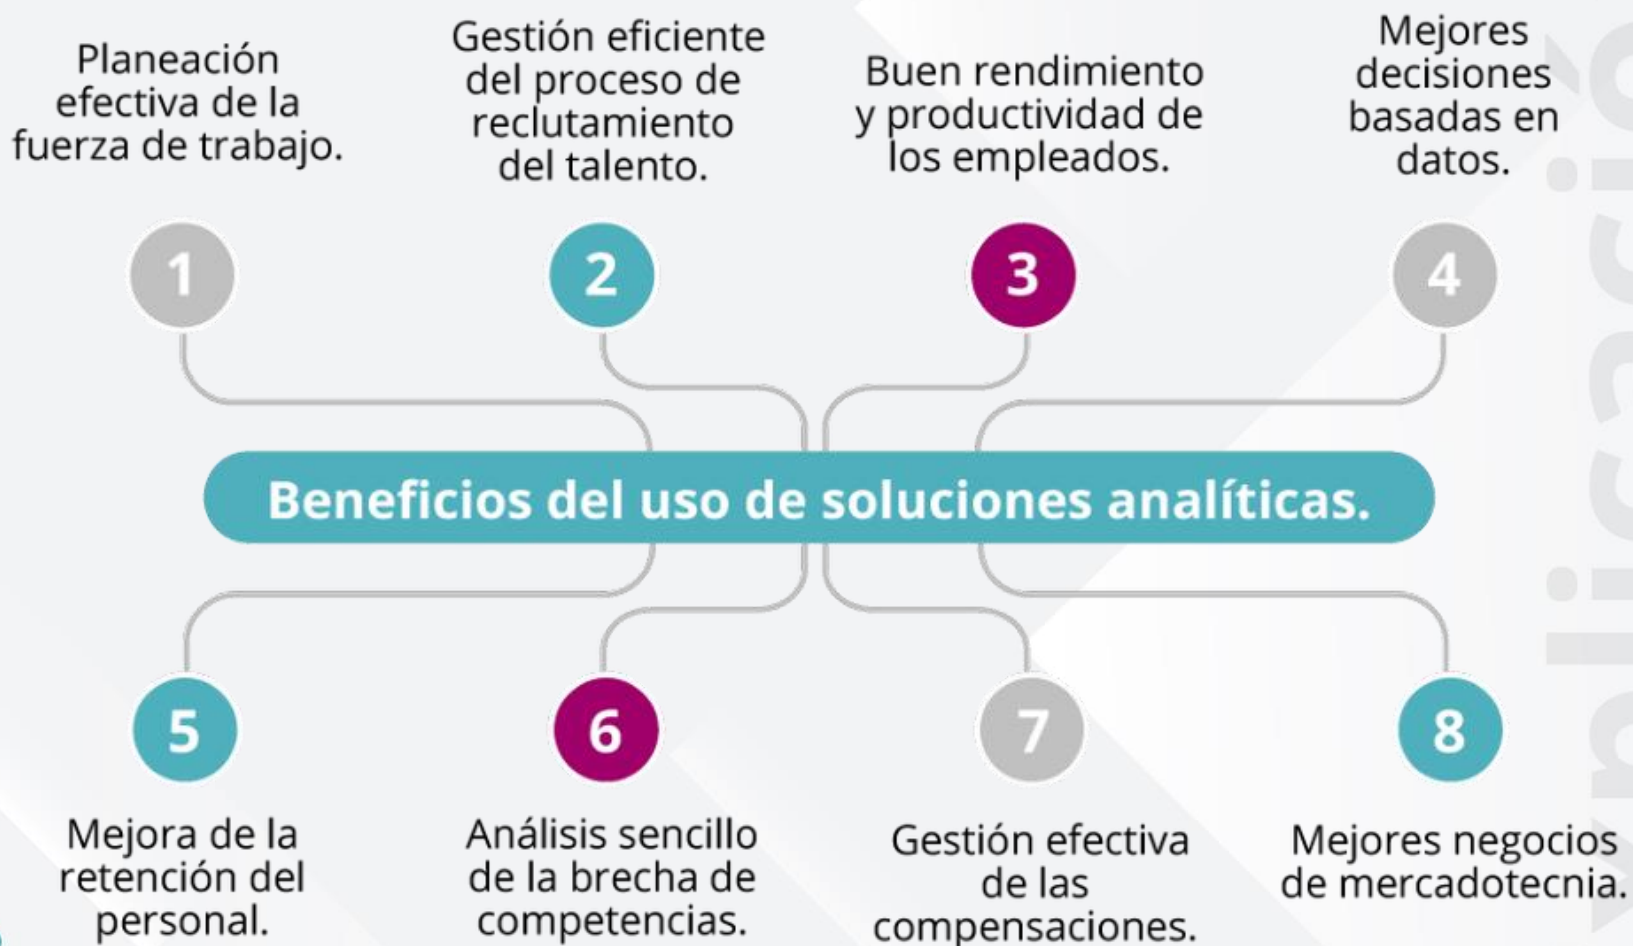 Planeación
efectiva de la
fuerza de trabajo.
Gestión eficiente
del proceso de
reclutamiento
del talento.
Buen rendimiento
y productividad de
los empleados.
Mejores
decisiones
basadas en
datos.
1
2
3
4
Beneficios del uso de soluciones analíticas.
5
6
7
8
Mejora de la
retención del
personal.
Análisis sencillo
de la brecha de
competencias.
Gestión efectiva
de las
compensaciones.
Mejores negocios
de mercadotecnia.